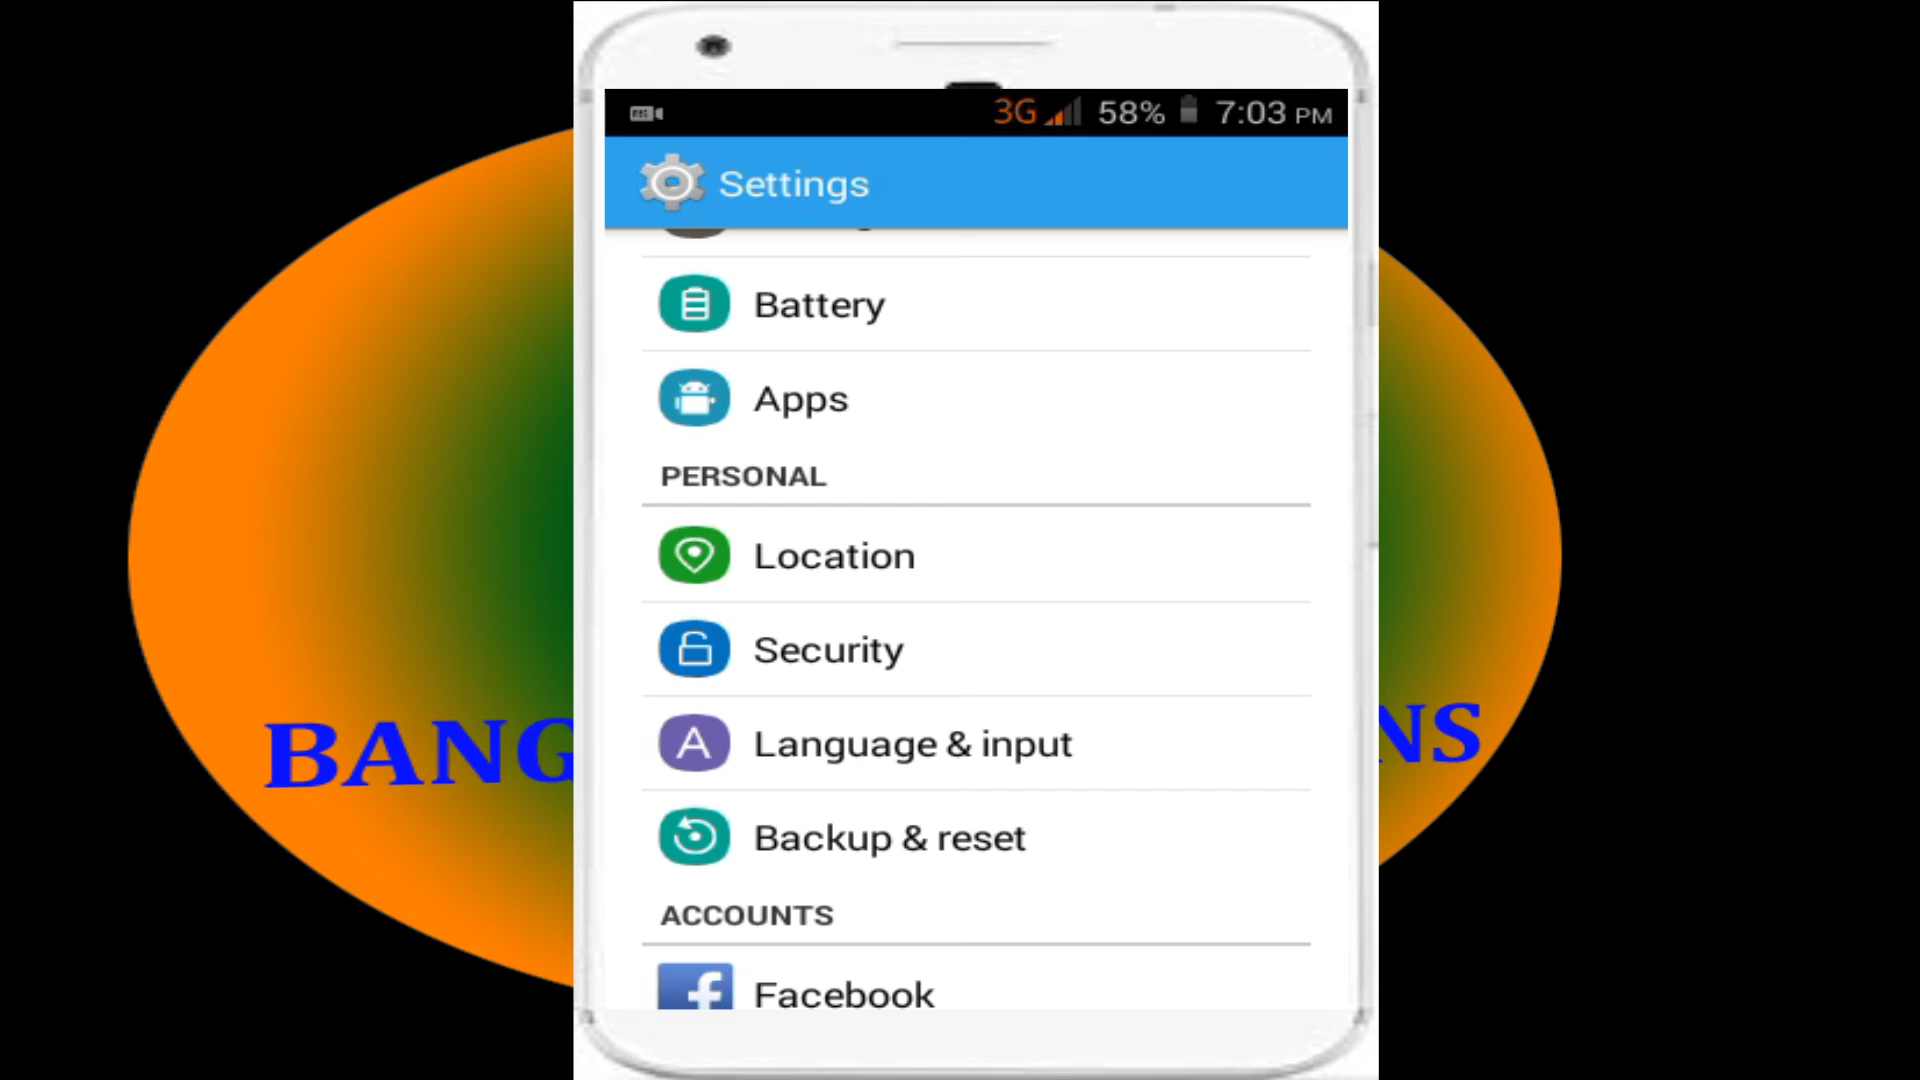 3G 58% 7:03 PM
Settings
Battery
Apps
PERSONAL
Location
Security
Language & input
Backup & reset
ACCOUNTS
Facebook
BANG
NS